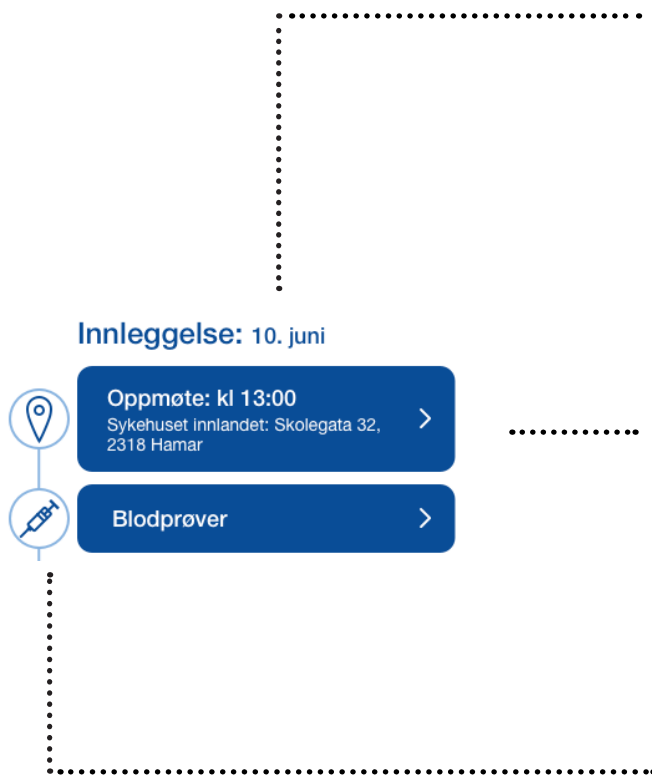 Innleggelse: 10. juni
Oppmøte: kl 13:00
Sykehuset innlandet: Skolegata 32,
2318 Hamar
Blodprøver